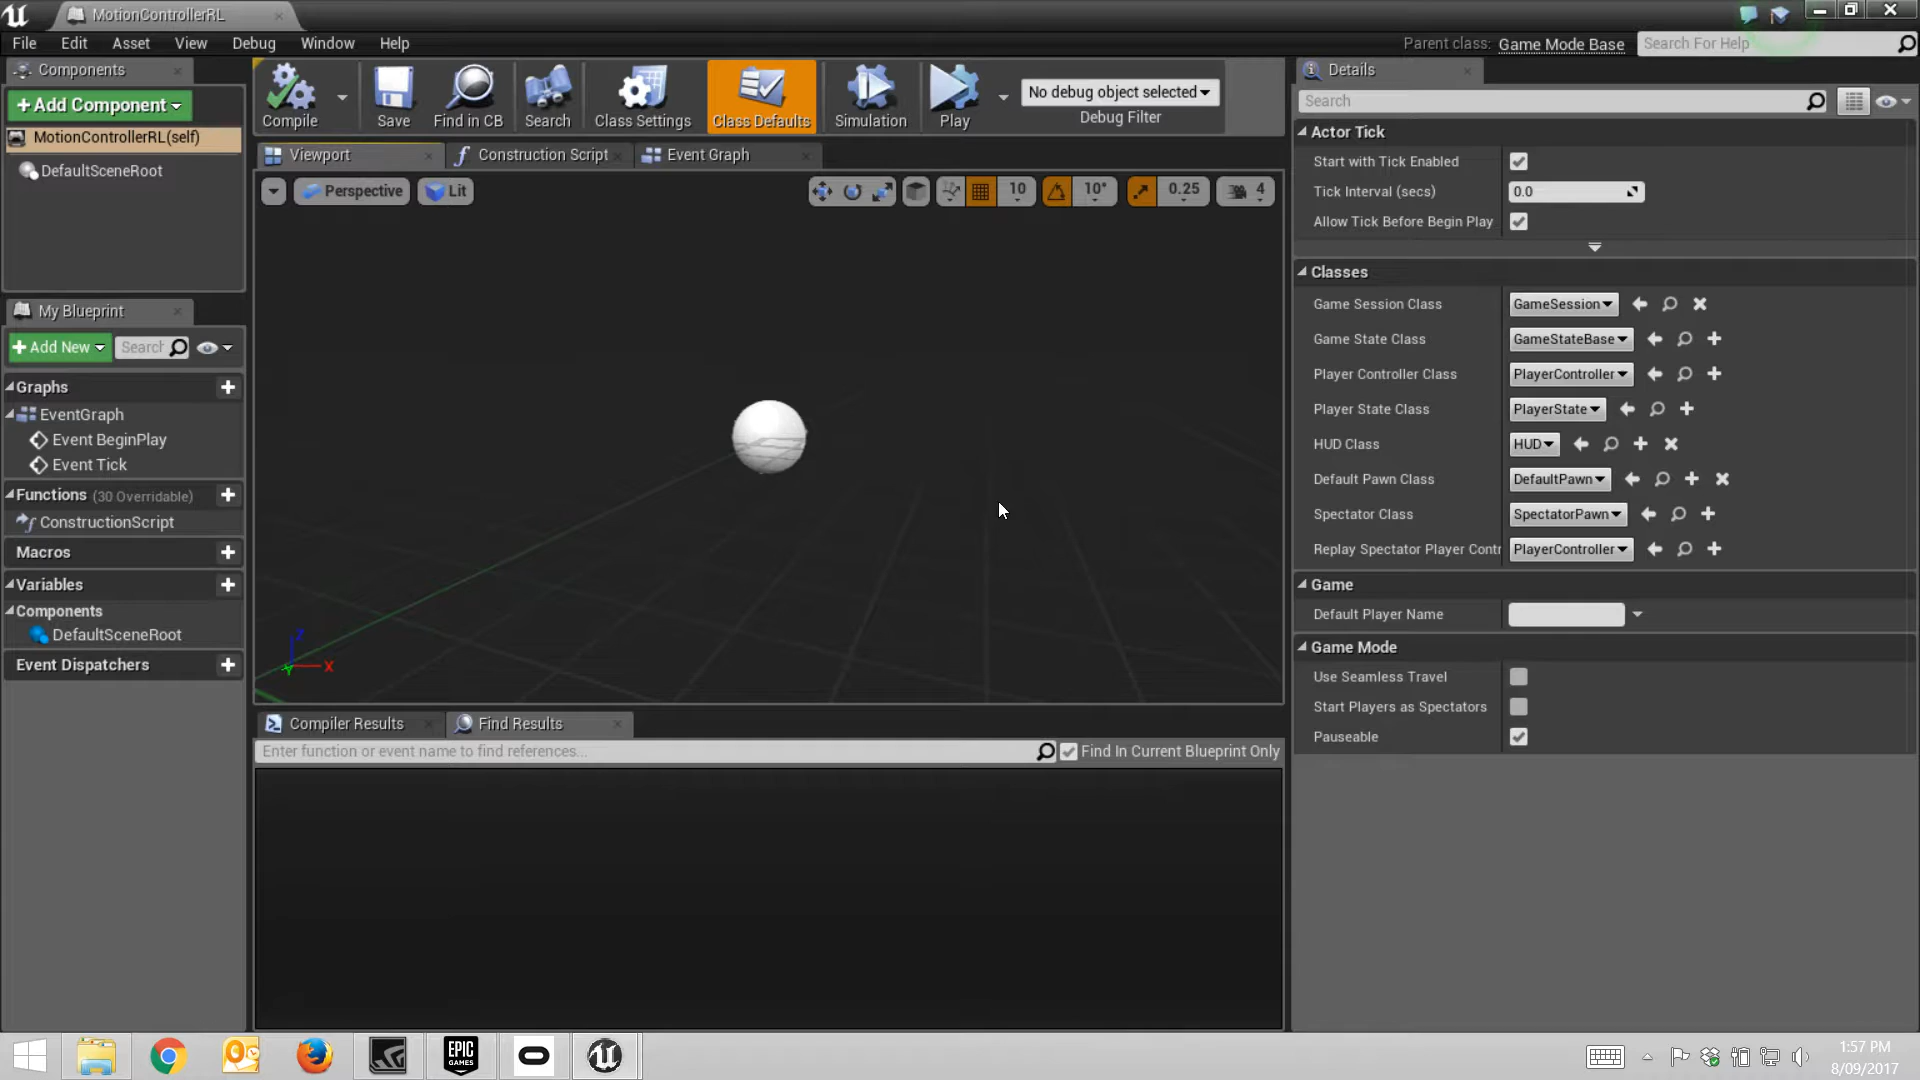 MotionControllerRL
File Edit Asset View Debug Window Help
Parent class: Game Mode Base Search For Help
Components
+ Add Component
MotionControllerRL(self)
DefaultSceneRoot
Compile Save Find in CB Search Class Settings Class Defaults Simulation Play
No debug object selected
Debug Filter
Viewport Construction Script Event Graph
Perspective Lit 10 10° 0.25 4
My Blueprint
+ Add New Search
Graphs
EventGraph
Event BeginPlay
Event Tick
Functions (30 Overridable)
ConstructionScript
Macros
Variables
Components
DefaultSceneRoot
Event Dispatchers
Z
X
Y
Compiler Results Find Results
Enter function or event name to find references... Find In Current Blueprint Only
Details
Search
Actor Tick
Start with Tick Enabled
Tick Interval (secs) 0.0
Allow Tick Before Begin Play
Classes
Game Session Class GameSession
Game State Class GameStateBase
Player Controller Class PlayerController
Player State Class PlayerState
HUD Class HUD
Default Pawn Class DefaultPawn
Spectator Class SpectatorPawn
Replay Spectator Player Contr PlayerController
Game
Default Player Name
Game Mode
Use Seamless Travel
Start Players as Spectators
Pauseable
EPIC
GAMES
1:57 PM
8/09/2017